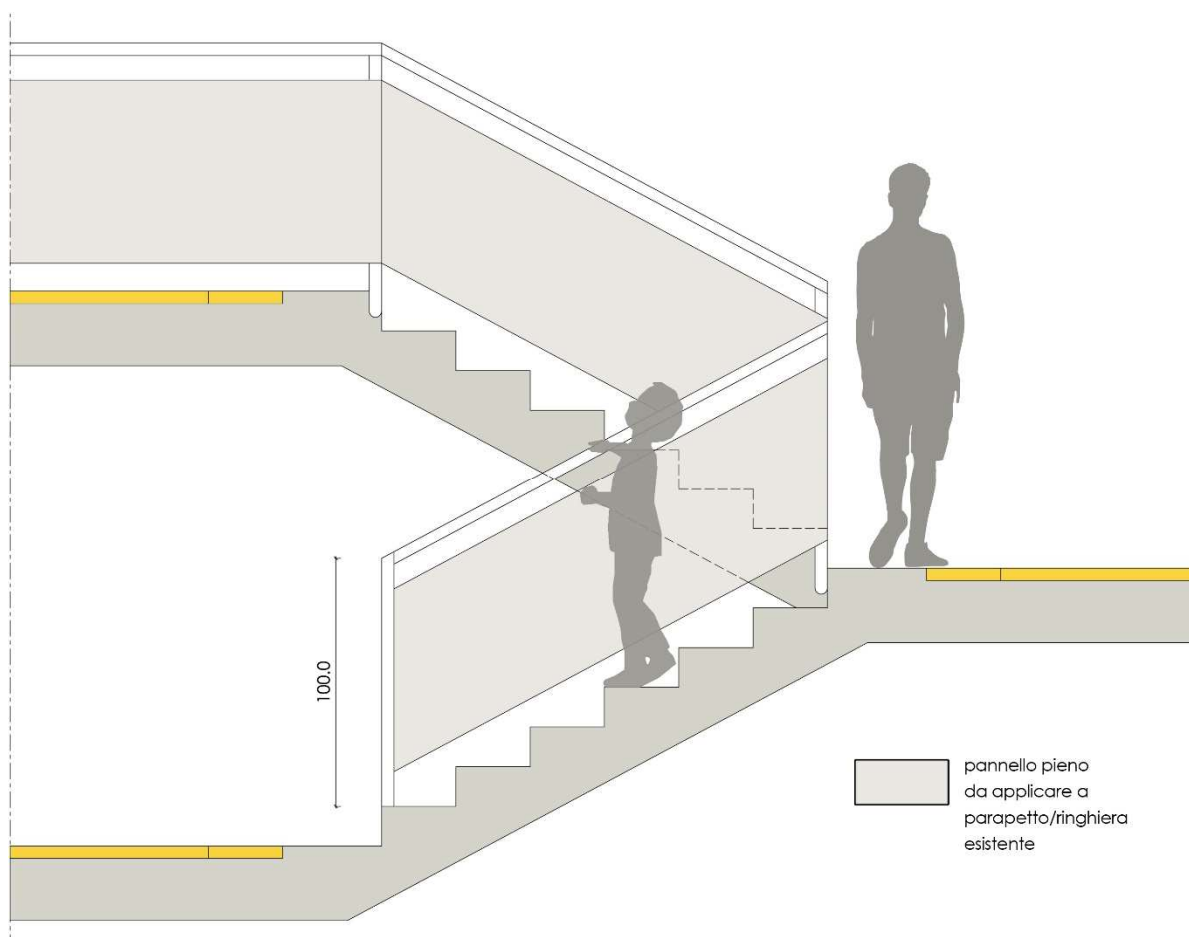 100.0
pannello pieno
da applicare a
parapetto/ringhiera
esistente